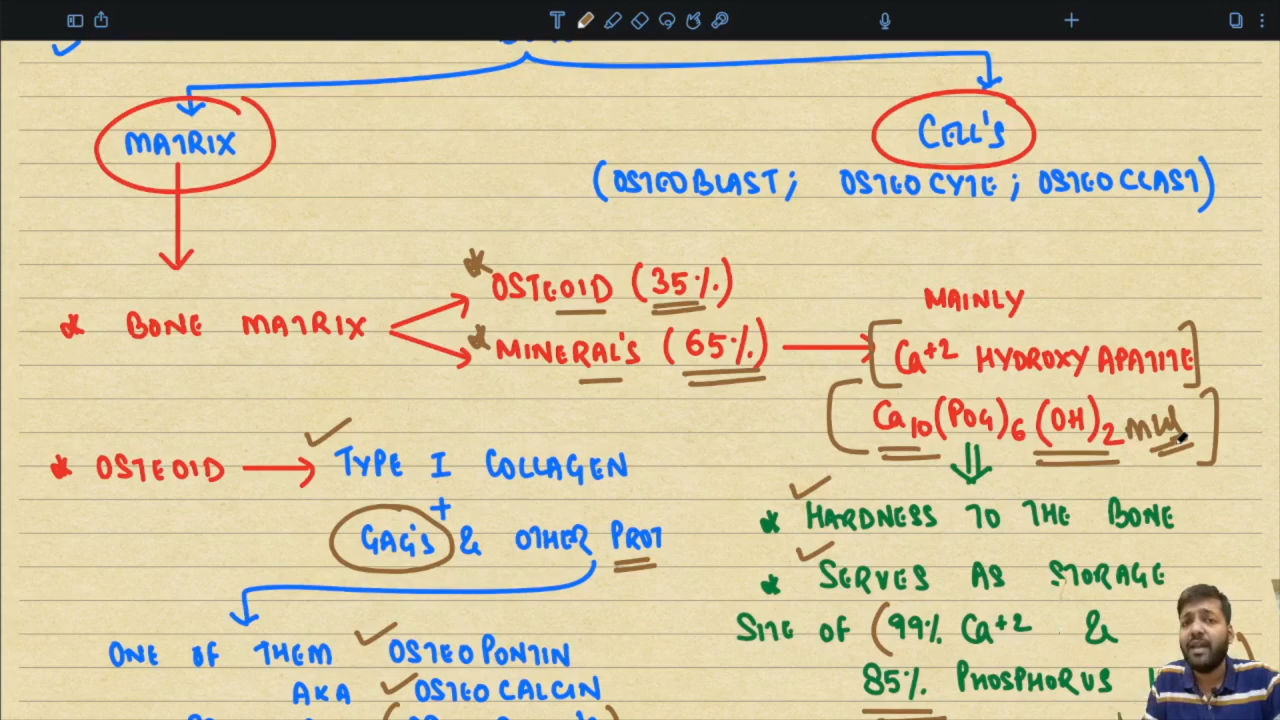 MATRIX
CELL'S
(OSTEOBLAST; OSTEOCYTE; OSTEOCLAST)
* BONE MATRIX
* OSTEOID (35%)
* MINERAL'S (65%)
MAINLY
[Ca+2 HYDROXYAPATITE]
[Ca10(PO4)6(OH)2]
* OSTEOID → TYPE I COLLAGEN
+
GAG's & OTHER PROT
ONE OF THEM OSTEOPONTIN
AKA OSTEOCALCIN
* HARDNESS TO THE BONE
* SERVES AS STORAGE
SITE OF (99% Ca+2 &
85% PHOSPHORUS